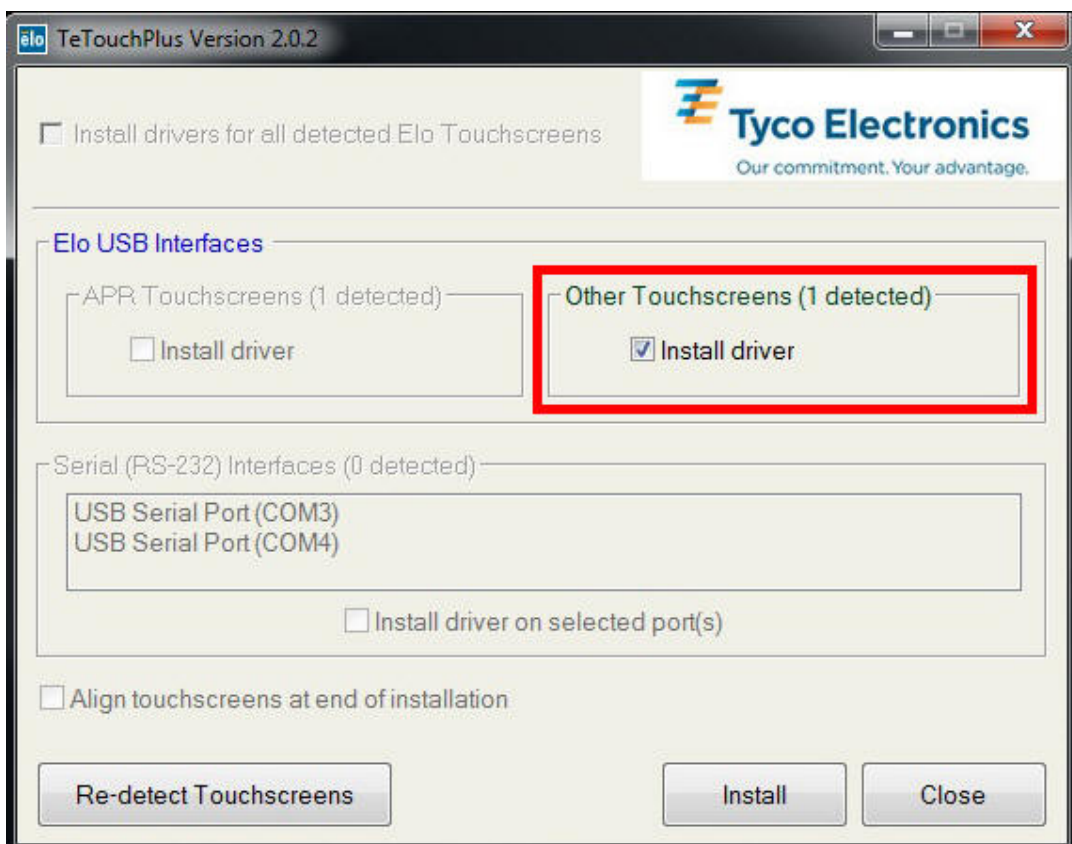 ēlo TeTouchPlus Version 2.0.2
Install drivers for all detected Elo Touchscreens
Tyco Electronics
Our commitment. Your advantage.
Elo USB Interfaces
APR Touchscreens (1 detected)
Install driver
Other Touchscreens (1 detected)
Install driver
Serial (RS-232) Interfaces (0 detected)
USB Serial Port (COM3)
USB Serial Port (COM4)
Install driver on selected port(s)
Align touchscreens at end of installation
Re-detect Touchscreens
Install
Close